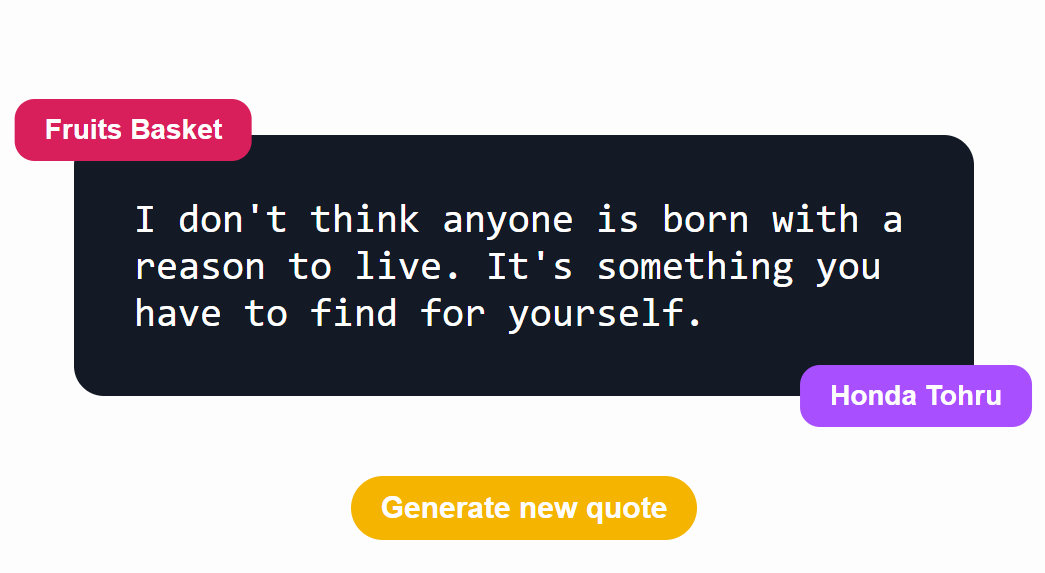 Fruits Basket
I don't think anyone is born with a
reason to live. It's something you
have to find for yourself.
Honda Tohru
Generate new quote